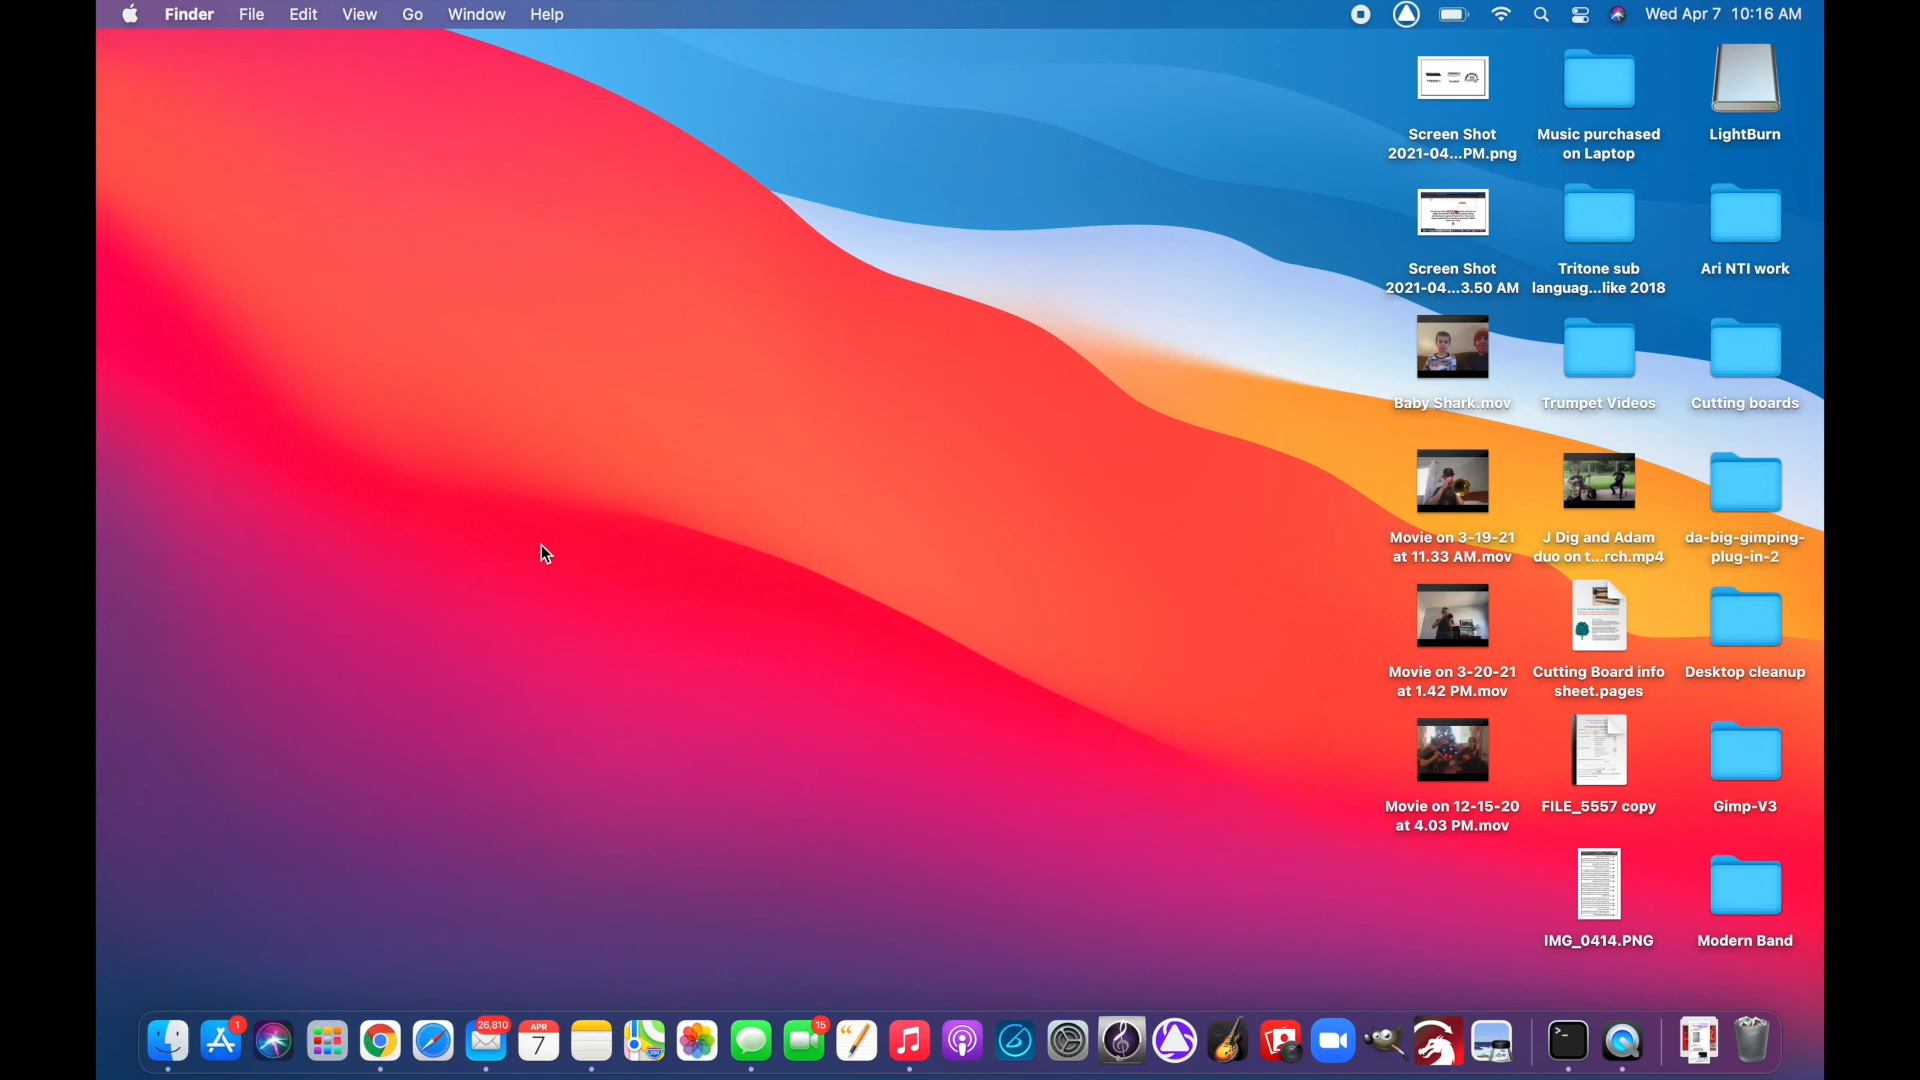 Finder File Edit View Go Window Help Wed Apr 7 10:16 AM
Screen Shot
2021-04...PM.png
Music purchased
on Laptop
LightBurn
Screen Shot
2021-04...3.50 AM
Tritone sub
languag...like 2018
Ari NTI work
Baby Shark.mov
Trumpet Videos
Cutting boards
Movie on 3-19-21
at 11.33 AM.mov
J Dig and Adam
duo on t...rch.mp4
da-big-gimping-
plug-in-2
Movie on 3-20-21
at 1.42 PM.mov
Cutting Board info
sheet.pages
Desktop cleanup
Movie on 12-15-20
at 4.03 PM.mov
FILE_5557 copy
Gimp-V3
IMG_0414.PNG
Modern Band
1
26,810
APR
7
280
15
>_